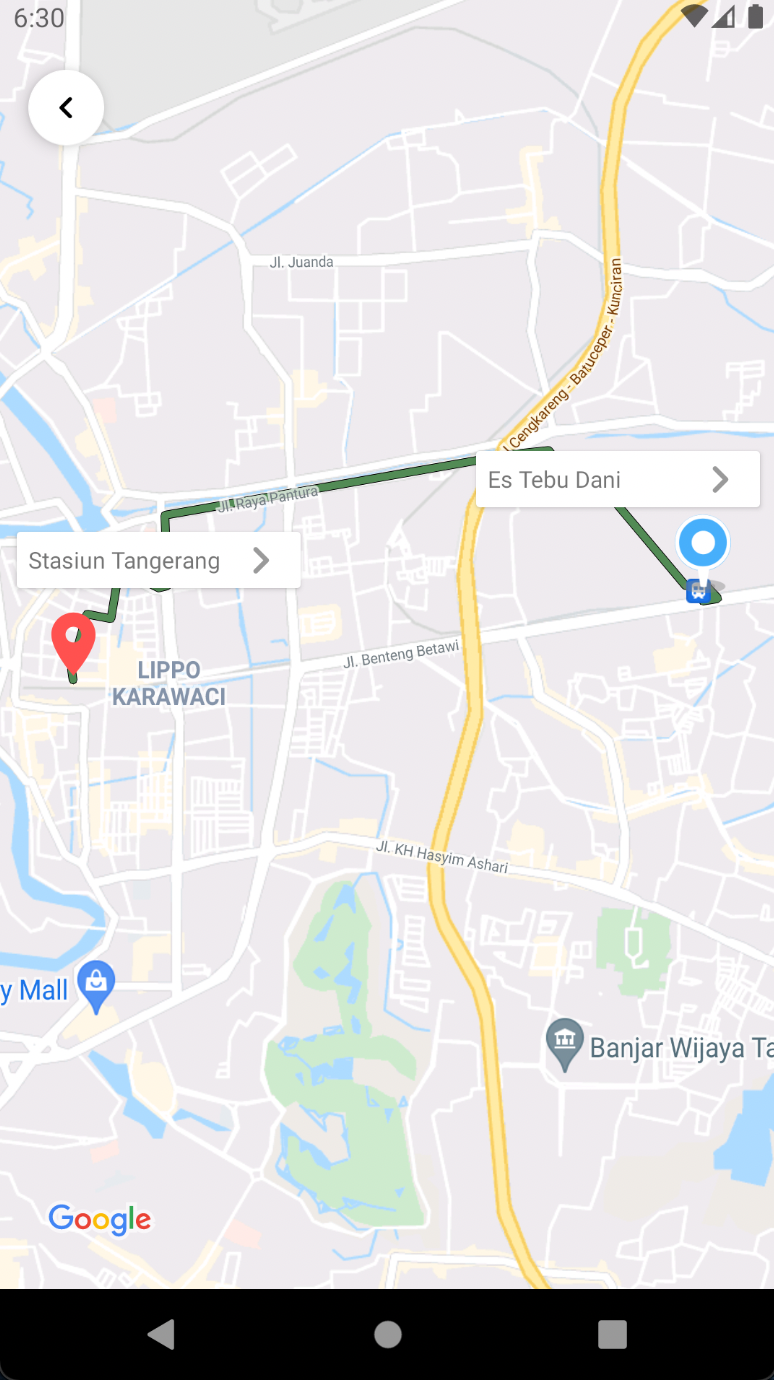 6:30
Jl. Juanda
Cengkareng - Batuceper - Kunciran
Es Tebu Dani
Jl. Raya Pantura
Stasiun Tangerang
Jl. Benteng Betawi
LIPPO
KARAWACI
Jl. KH Hasyim Ashari
y Mall
Banjar Wijaya Ta
Google